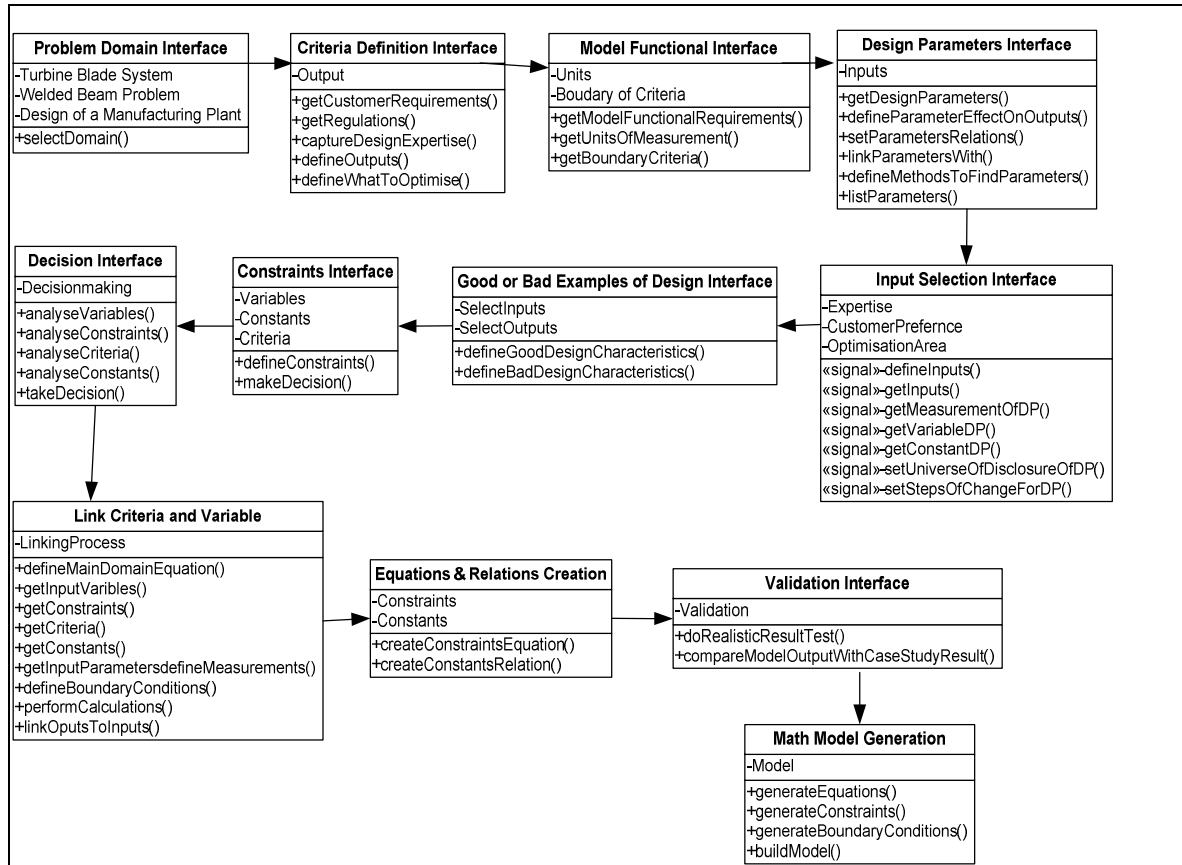 Problem Domain Interface
-Turbine Blade System
-Welded Beam Problem
-Design of a Manufacturing Plant
+selectDomain()
Criteria Definition Interface
-Output
+getCustomerRequirements()
+getRegulations()
+captureDesignExpertise()
+defineOutputs()
+defineWhatToOptimise()
Model Functional Interface
-Units
-Boudary of Criteria
+getModelFunctionalRequirements()
+getUnitsOfMeasurement()
+getBoundaryCriteria()
Design Parameters Interface
-Inputs
+getDesignParameters()
+defineParameterEffectOnOutputs()
+setParametersRelations()
+linkParametersWith()
+defineMethodsToFindParameters()
+listParameters()
Decision Interface
-Decisionmaking
+analyseVariables()
+analyseConstraints()
+analyseCriteria()
+analyseConstants()
+takeDecision()
Constraints Interface
-Variables
-Constants
-Criteria
+defineConstraints()
+makeDecision()
Good or Bad Examples of Design Interface
-SelectInputs
-SelectOutputs
+defineGoodDesignCharacteristics()
+defineBadDesignCharacteristics()
Input Selection Interface
-Expertise
-CustomerPrefernce
-OptimisationArea
«signal»-defineInputs()
«signal»-getInputs()
«signal»-getMeasurementOfDP()
«signal»-getVariableDP()
«signal»-getConstantDP()
«signal»-setUniverseOfDisclosureOfDP()
«signal»-setStepsOfChangeForDP()
Link Criteria and Variable
-LinkingProcess
+defineMainDomainEquation()
+getInputVaribles()
+getConstraints()
+getCriteria()
+getConstants()
+getInputParametersdefineMeasurements()
+defineBoundaryConditions()
+performCalculations()
+linkOputsToInputs()
Equations & Relations Creation
-Constraints
-Constants
+createConstraintsEquation()
+createConstantsRelation()
Validation Interface
-Validation
+doRealisticResultTest()
+compareModelOutputWithCaseStudyResult()
Math Model Generation
-Model
+generateEquations()
+generateConstraints()
+generateBoundaryConditions()
+buildModel()